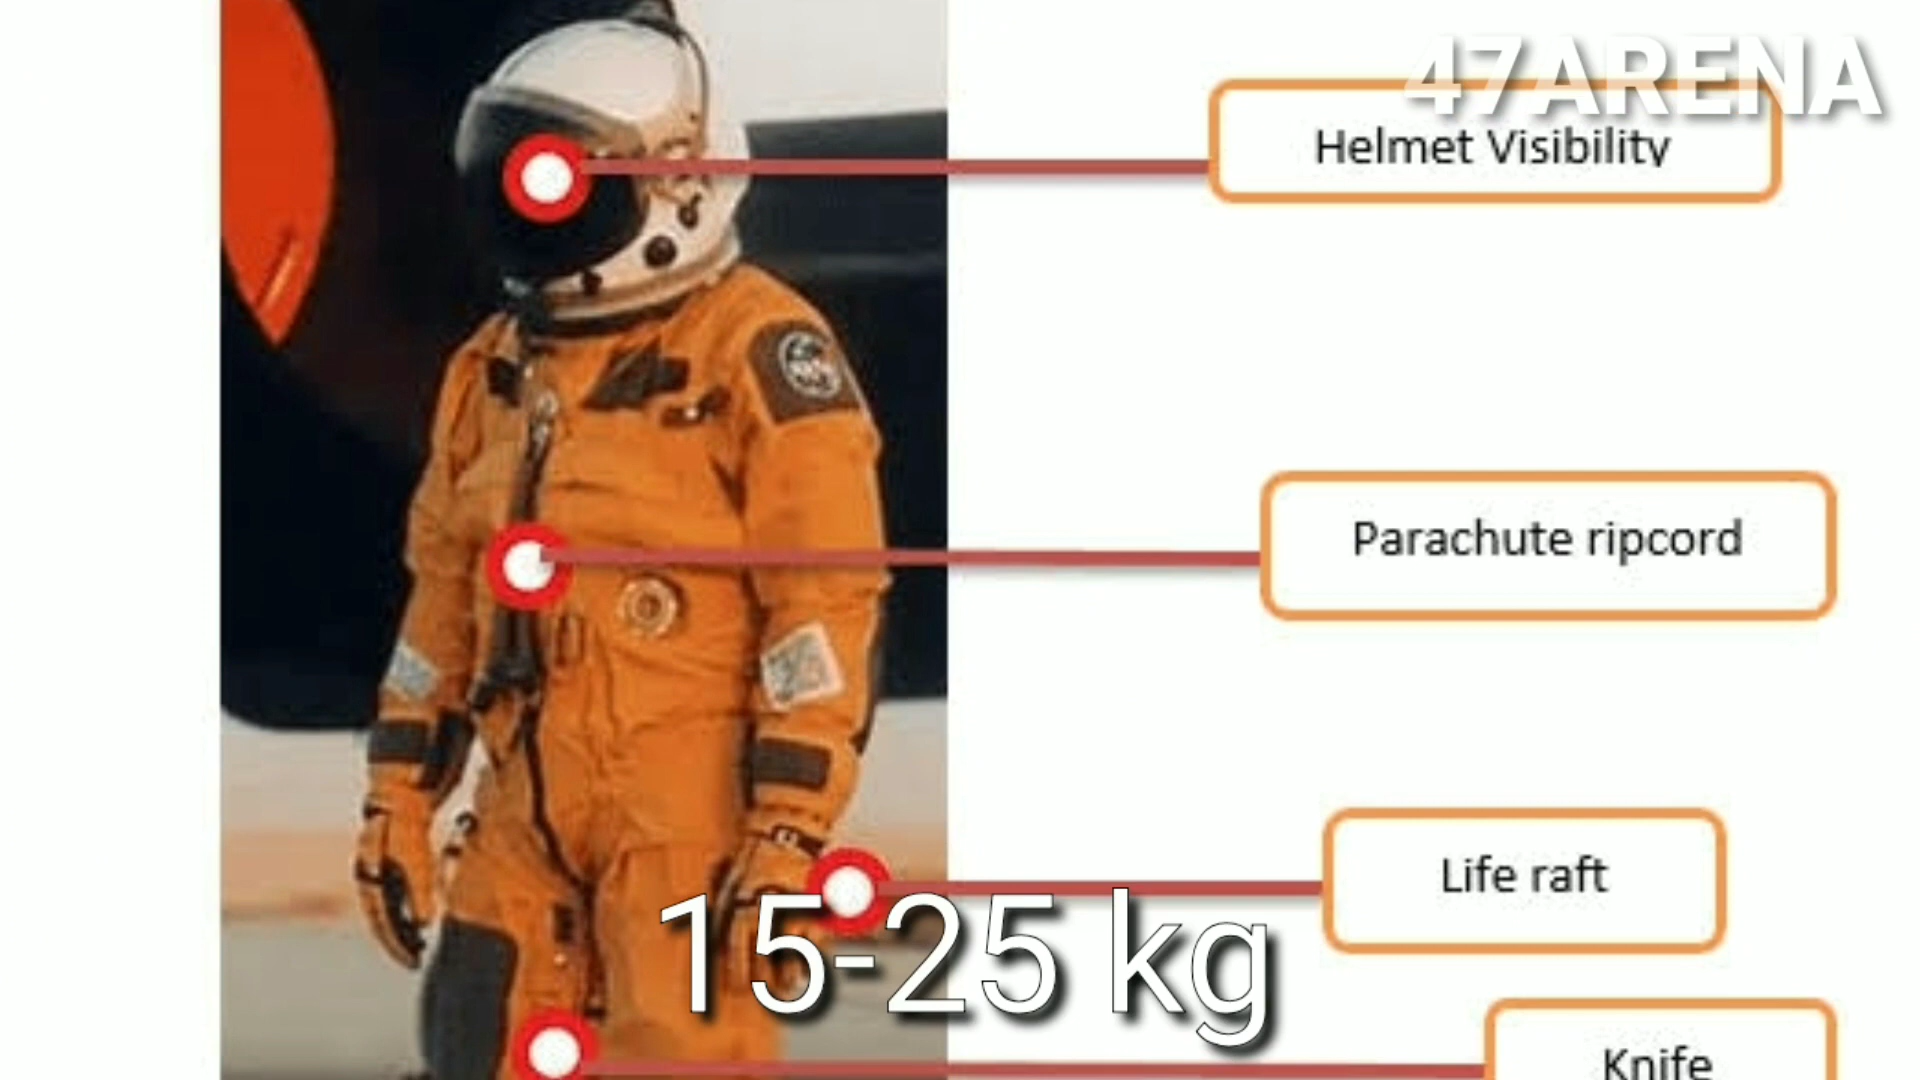 47ARENA
Helmet Visibility
Parachute ripcord
Life raft
15-25 kg
Knife